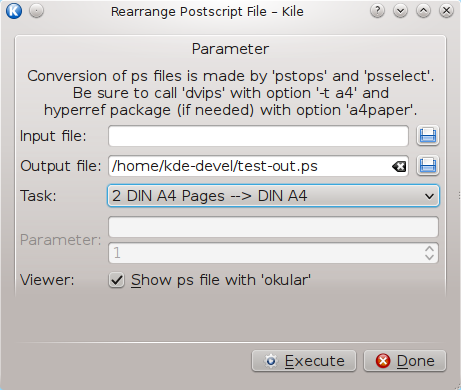 Rearrange Postscript File – Kile
Parameter
Conversion of ps files is made by 'pstops' and 'psselect'.
Be sure to call 'dvips' with option '-t a4' and
hyperref package (if needed) with option 'a4paper'.
Input file:
Output file: /home/kde-devel/test-out.ps
Task: 2 DIN A4 Pages --> DIN A4
Parameter:
1
Viewer: Show ps file with 'okular'
Execute Done